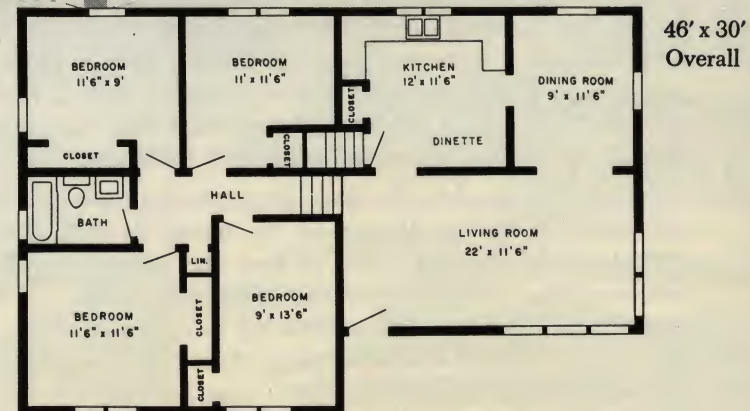 46' x 30'
Overall
BEDROOM
11'6" x 9'
BEDROOM
11' x 11'6"
KITCHEN
12' x 11'6"
DINING ROOM
9' x 11'6"
CLOSET
CLOSET
CLOSET
DINETTE
BATH
HALL
LIVING ROOM
22' x 11'6"
LIN.
BEDROOM
11'6" x 11'6"
CLOSET
BEDROOM
9' x 13'6"
CLOSET